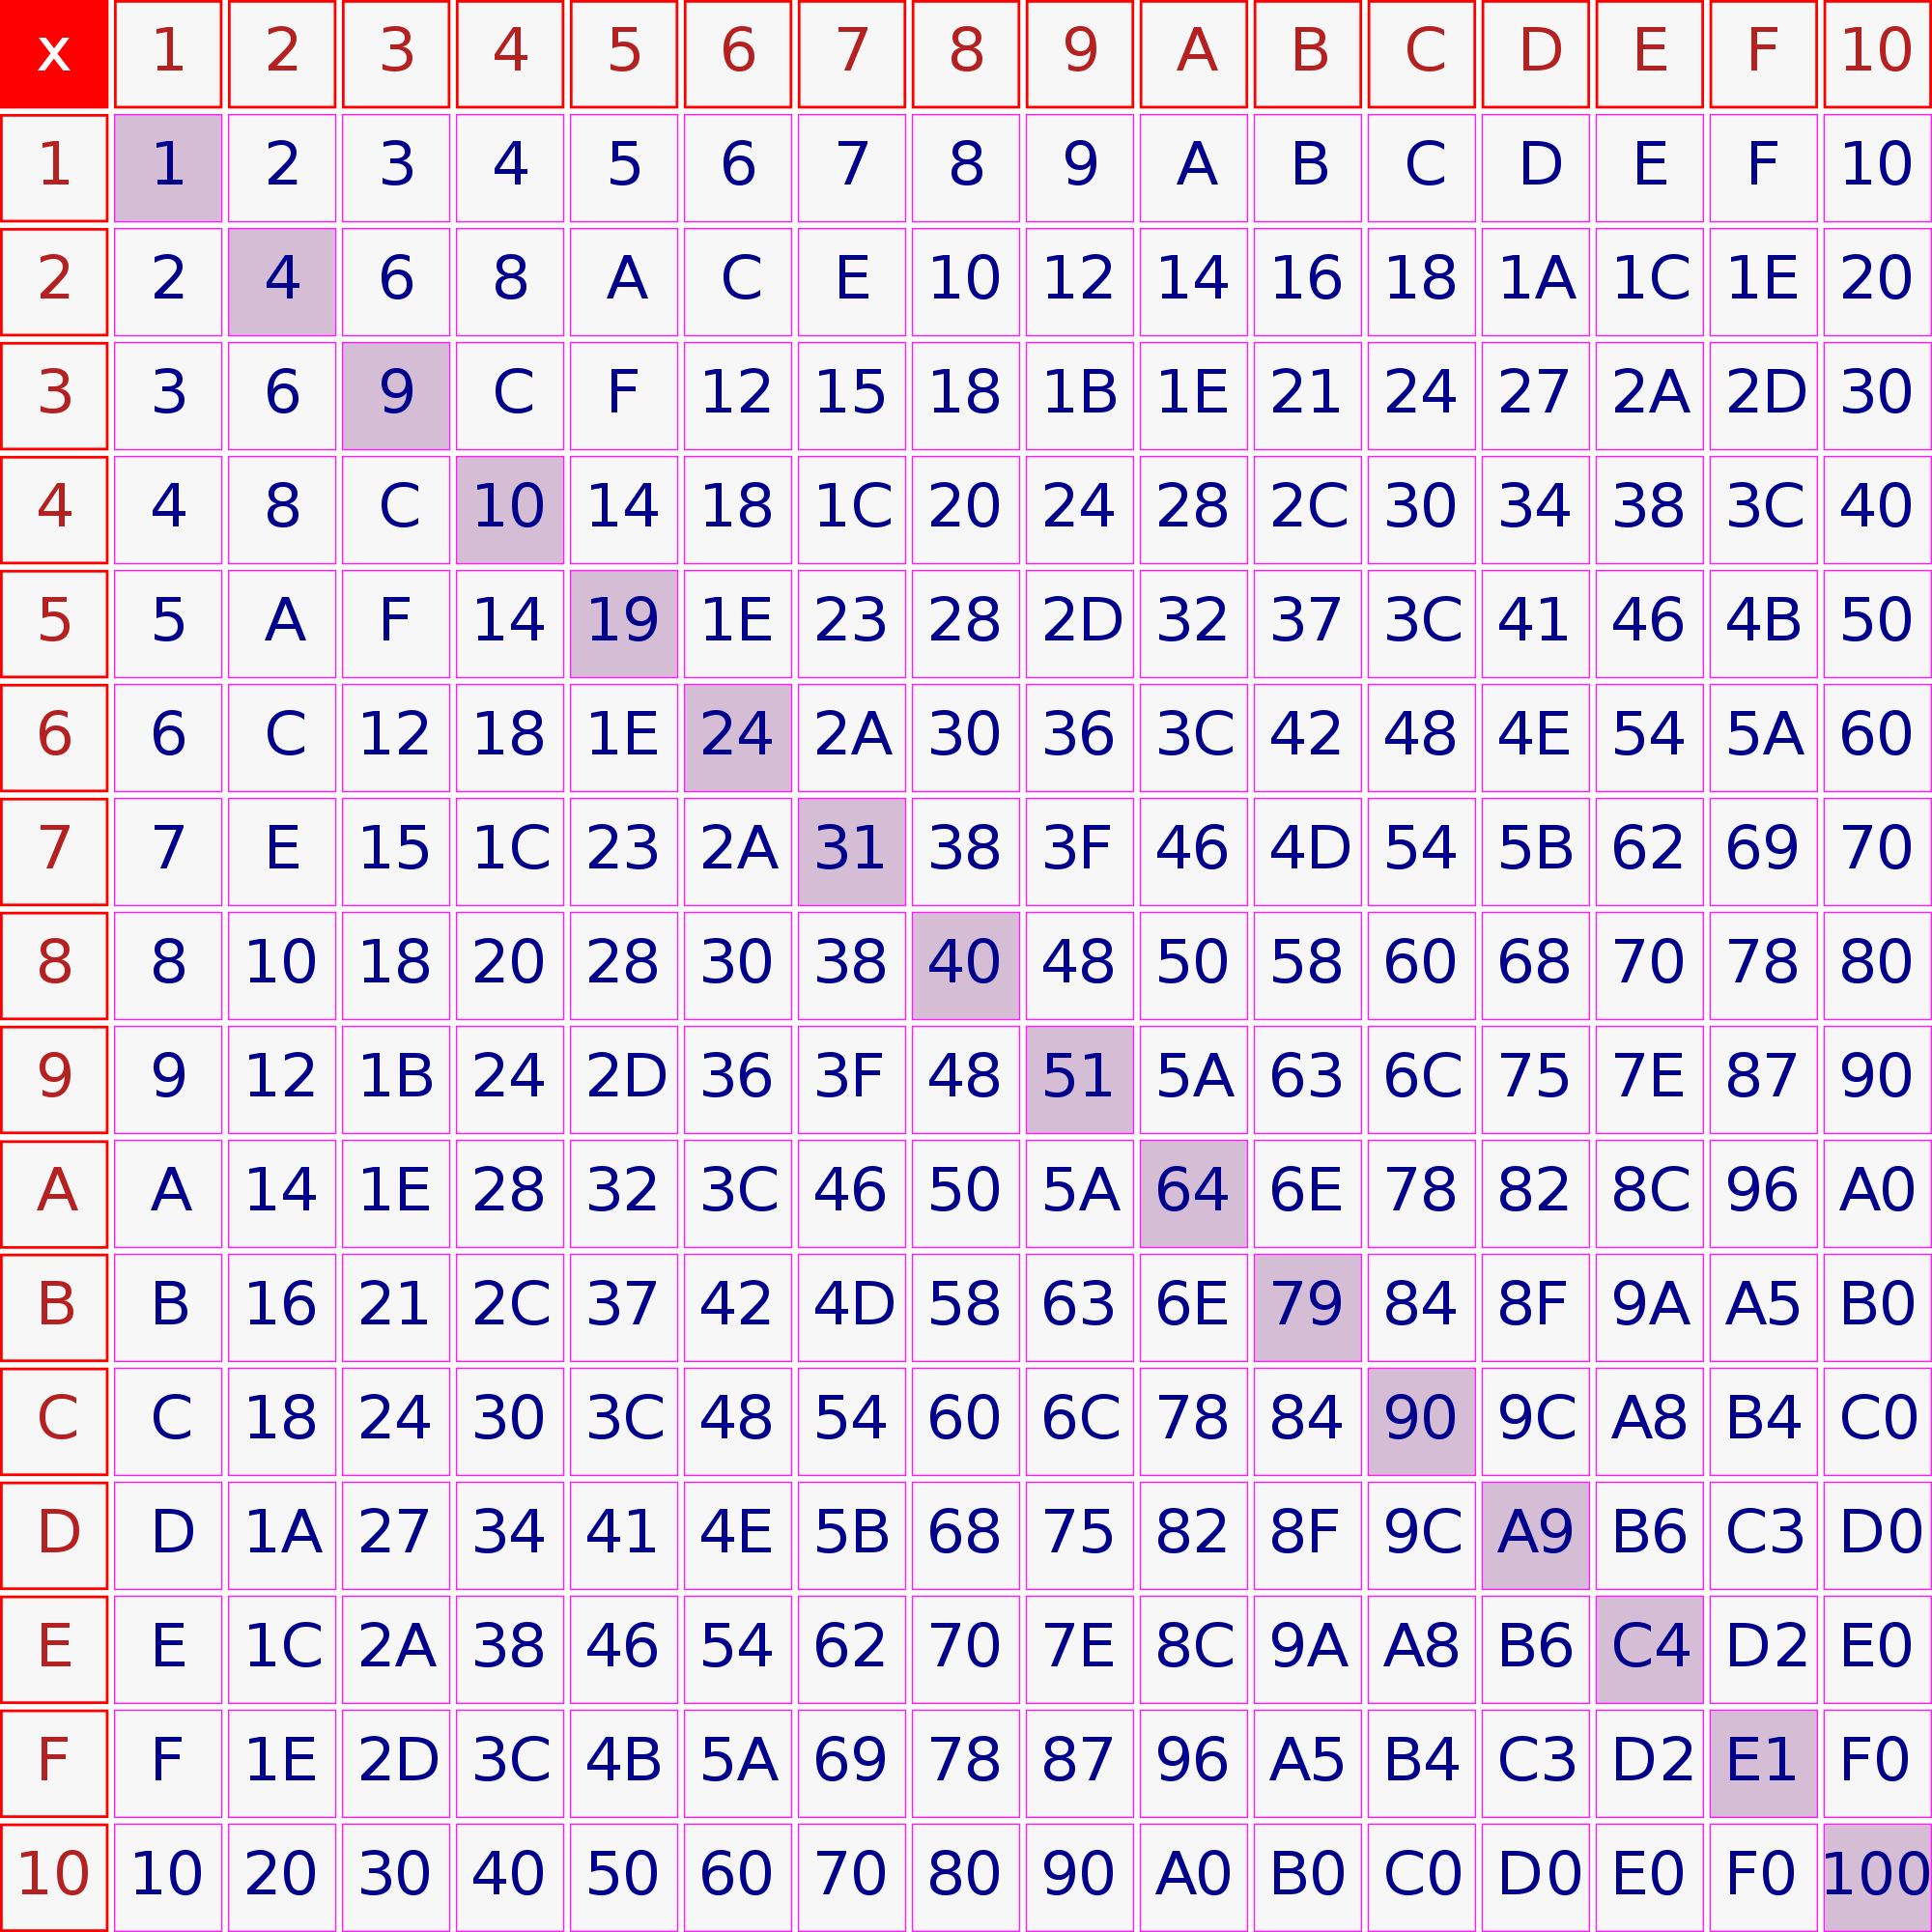 x 1 2 3 4 5 6 7 8 9 A B C D E F 10
1 1 2 3 4 5 6 7 8 9 A B C D E F 10
2 2 4 6 8 A C E 10 12 14 16 18 1A 1C 1E 20
3 3 6 9 C F 12 15 18 1B 1E 21 24 27 2A 2D 30
4 4 8 C 10 14 18 1C 20 24 28 2C 30 34 38 3C 40
5 5 A F 14 19 1E 23 28 2D 32 37 3C 41 46 4B 50
6 6 C 12 18 1E 24 2A 30 36 3C 42 48 4E 54 5A 60
7 7 E 15 1C 23 2A 31 38 3F 46 4D 54 5B 62 69 70
8 8 10 18 20 28 30 38 40 48 50 58 60 68 70 78 80
9 9 12 1B 24 2D 36 3F 48 51 5A 63 6C 75 7E 87 90
A A 14 1E 28 32 3C 46 50 5A 64 6E 78 82 8C 96 A0
B B 16 21 2C 37 42 4D 58 63 6E 79 84 8F 9A A5 B0
C C 18 24 30 3C 48 54 60 6C 78 84 90 9C A8 B4 C0
D D 1A 27 34 41 4E 5B 68 75 82 8F 9C A9 B6 C3 D0
E E 1C 2A 38 46 54 62 70 7E 8C 9A A8 B6 C4 D2 E0
F F 1E 2D 3C 4B 5A 69 78 87 96 A5 B4 C3 D2 E1 F0
10 10 20 30 40 50 60 70 80 90 A0 B0 C0 D0 E0 F0 100